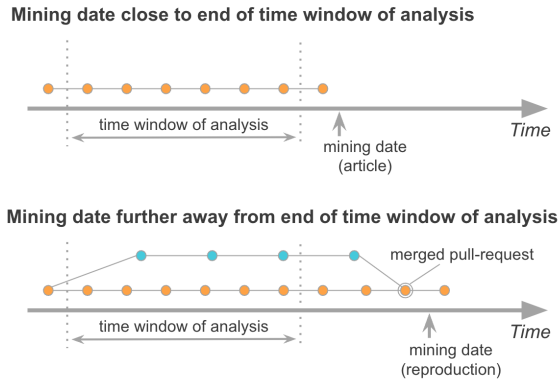 Mining date close to end of time window of analysis
time window of analysis
Time
mining date
(article)
Mining date further away from end of time window of analysis
merged pull-request
time window of analysis
Time
mining date
(reproduction)